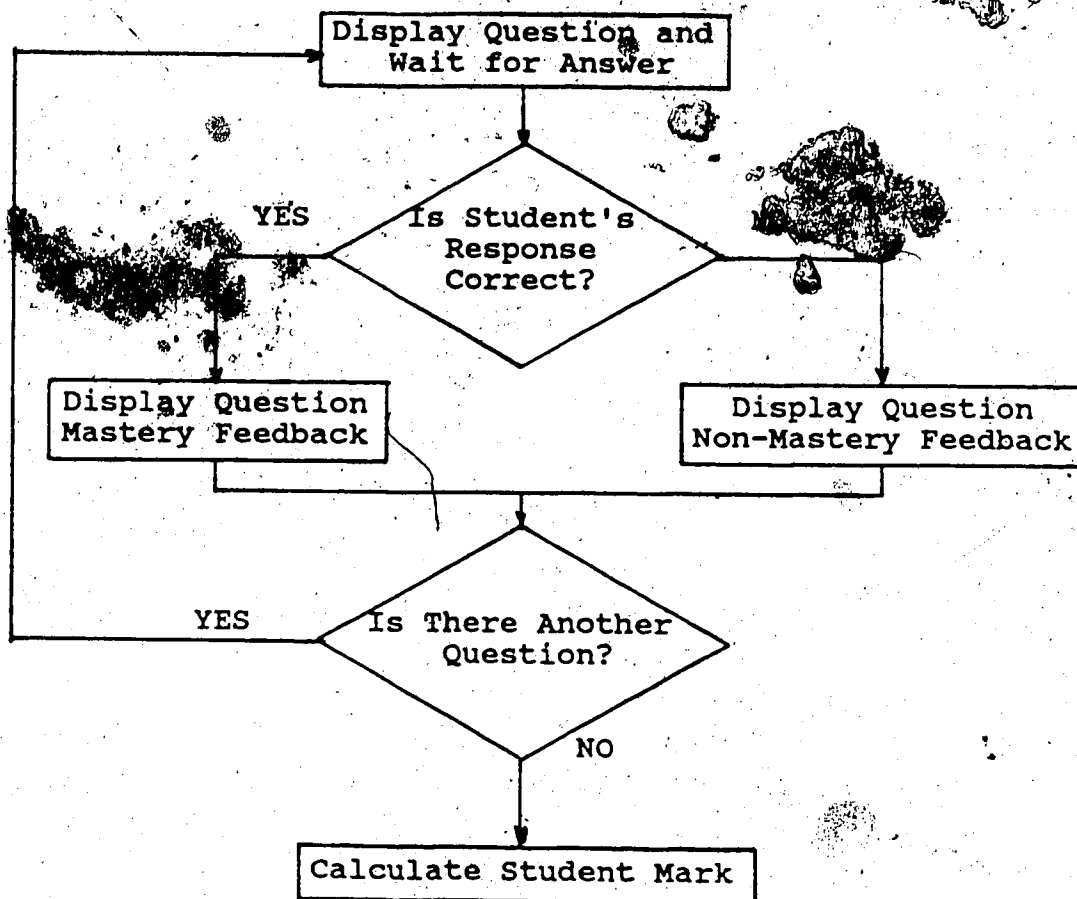 Display Question and
Wait for Answer
YES
Is Student's
Response
Correct?
Display Question
Mastery Feedback
Display Question
Non-Mastery Feedback
YES
Is There Another
Question?
NO
Calculate Student Mark